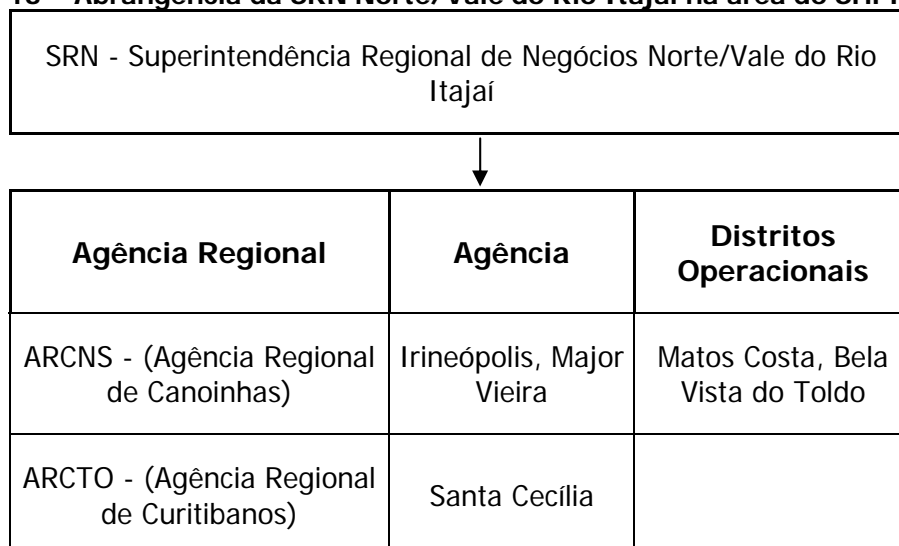 SRN - Superintendência Regional de Negócios Norte/Vale do Rio
Itajaí
Agência Regional
Agência
Distritos
Operacionais
ARCNS - (Agência Regional
de Canoinhas)
Irineópolis, Major
Vieira
Matos Costa, Bela
Vista do Toldo
ARCTO - (Agência Regional
de Curitibanos)
Santa Cecília